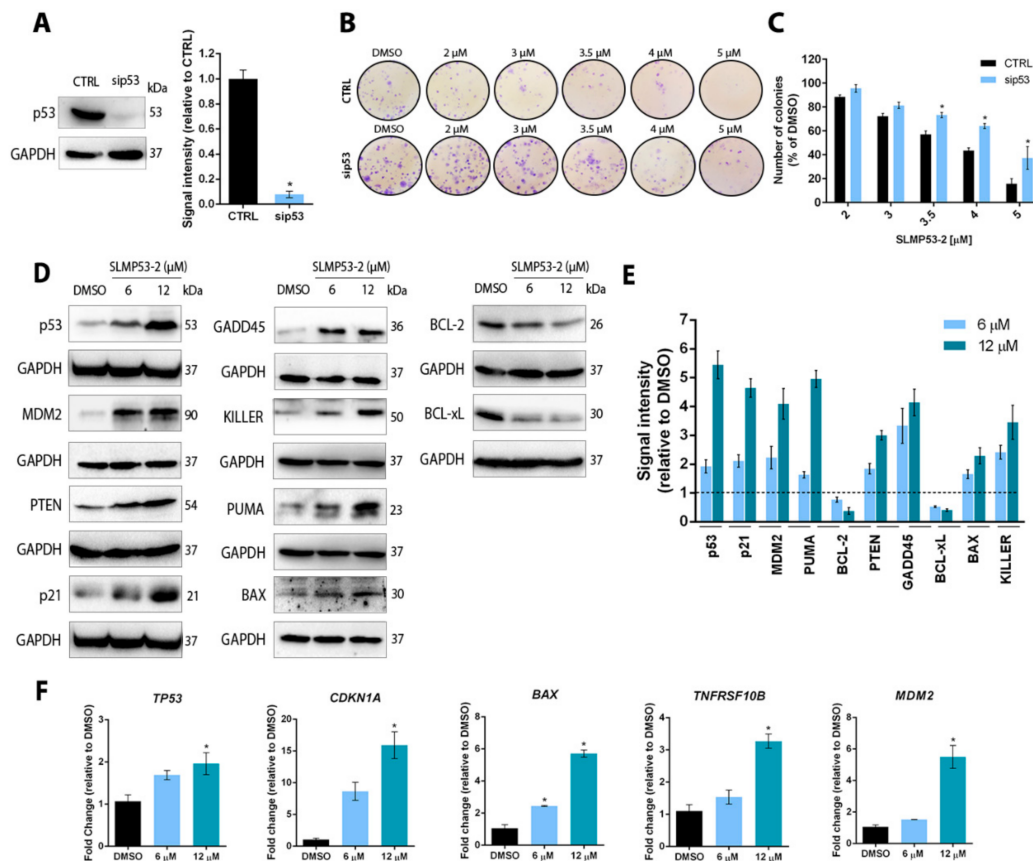 A
CTRL sip53 kDa
p53 53
GAPDH 37
Signal intensity (relative to CTRL)
1.2
1.0
0.8
0.6
0.4
0.2
0.0
*
CTRL sip53
B
DMSO 2 μM 3 μM 3.5 μM 4 μM 5 μM
CTRL
DMSO 2 μM 3 μM 3.5 μM 4 μM 5 μM
sip53
C
CTRL
sip53
Number of colonies
(% of DMSO)
120
100
80
60
40
20
0
* * *
2 3 3.5 4 5
SLMP53-2 [μM]
D
SLMP53-2 (μM)
DMSO 6 12 kDa
p53 53
GAPDH 37
MDM2 90
GAPDH 37
PTEN 54
GAPDH 37
p21 21
GAPDH 37
SLMP53-2 (μM)
DMSO 6 12 kDa
GADD45 36
GAPDH 37
KILLER 50
GAPDH 37
PUMA 23
GAPDH 37
BAX 30
GAPDH 37
SLMP53-2 (μM)
DMSO 6 12 kDa
BCL-2 26
GAPDH 37
BCL-xL 30
GAPDH 37
E
6 μM
12 μM
Signal intensity
(relative to DMSO)
7
6
5
4
3
2
1
0
p53 p21 MDM2 PUMA BCL-2 PTEN GADD45 BCL-xL BAX KILLER
F
TP53
Fold Change (relative to DMSO)
3
2
1
0
*
DMSO 6 μM 12 μM
CDKN1A
Fold change (relative to DMSO)
20
15
10
5
0
*
DMSO 6 μM 12 μM
BAX
Fold change (relative to DMSO)
8
6
4
2
0
* *
DMSO 6 μM 12 μM
TNFRSF10B
Fold change (relative to DMSO)
4
3
2
1
0
*
DMSO 6 μM 12 μM
MDM2
Fold change (relative to DMSO)
8
6
4
2
0
*
DMSO 6 μM 12 μM